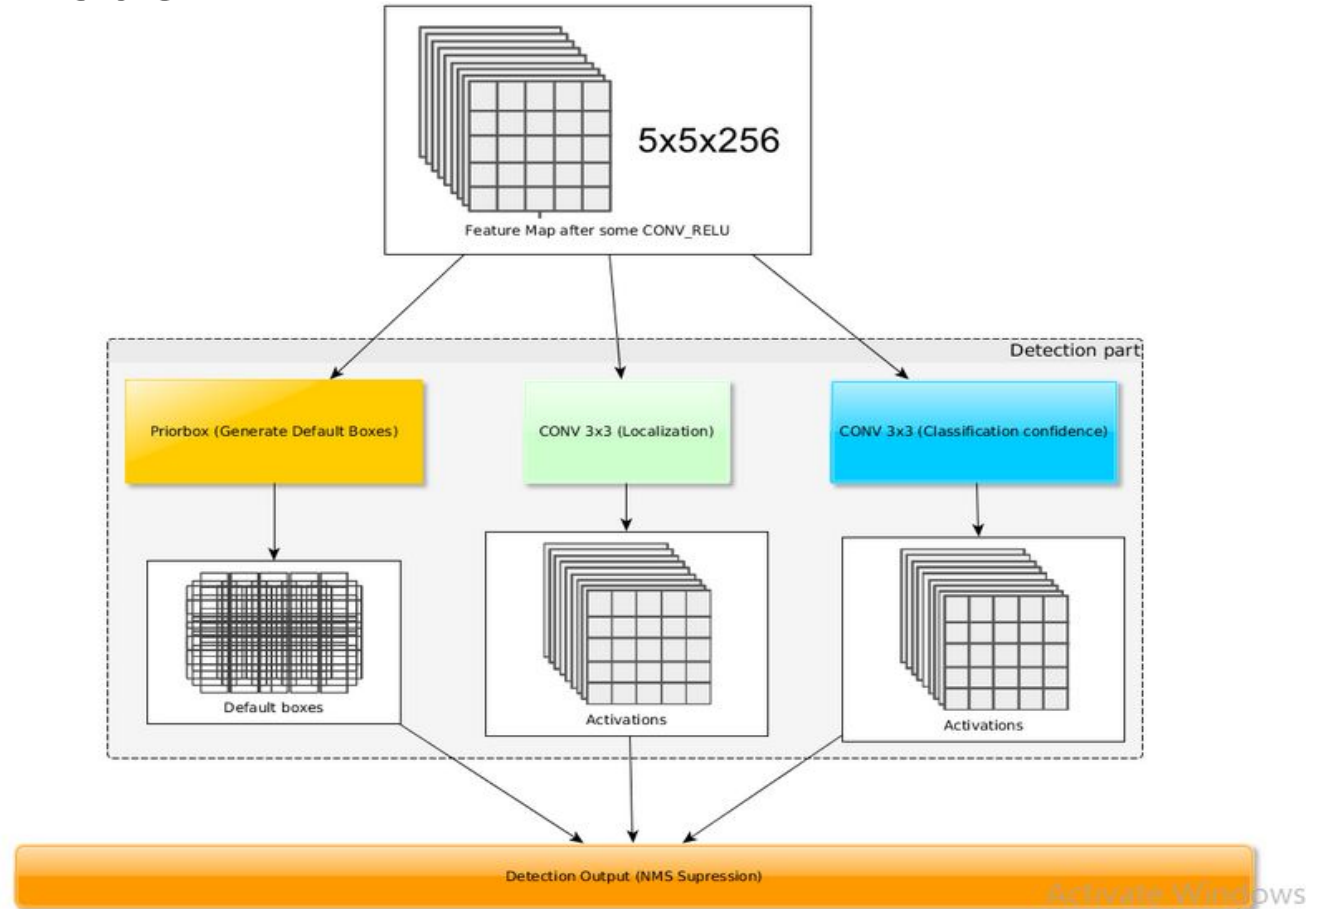 5x5x256
Feature Map after some CONV_RELU
Detection part
Priorbox (Generate Default Boxes)
CONV 3x3 (Localization)
CONV 3x3 (Classification confidence)
Default boxes
Activations
Activations
Detection Output (NMS Supression)
Activate Windows